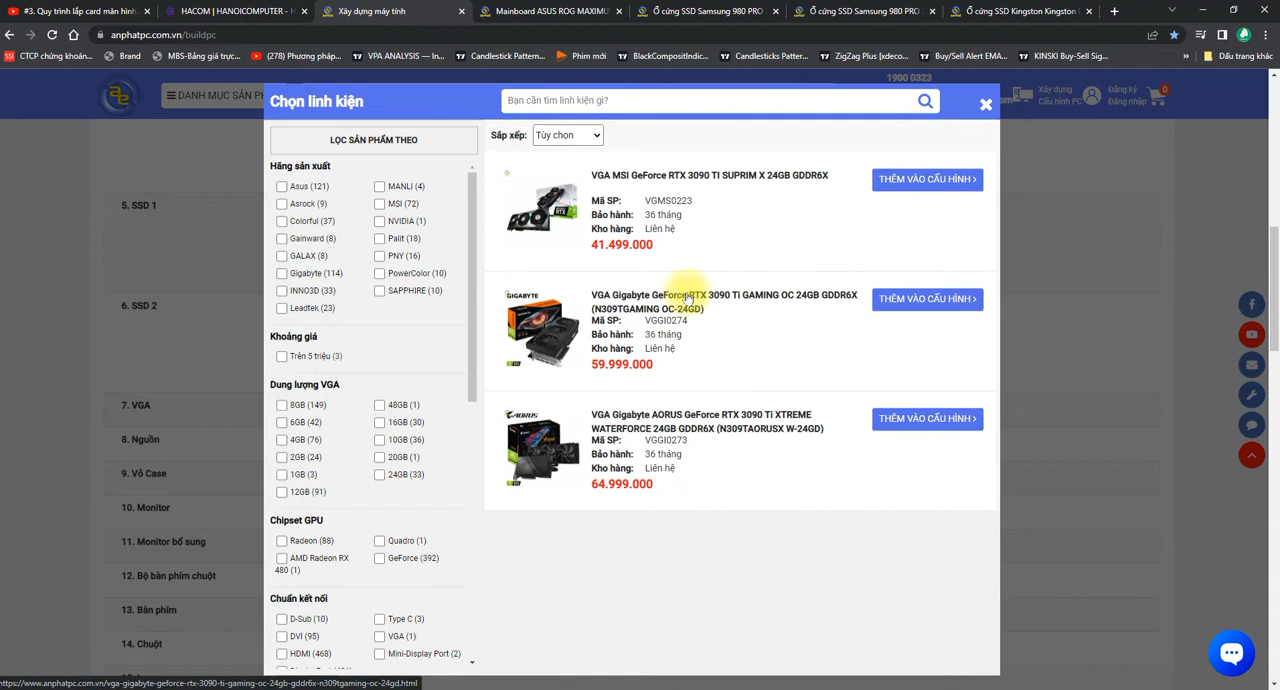 #3. Quy trình lắp card màn hình
HACOM | HANOICOMPUTER - H
Xây dựng máy tính
Mainboard ASUS ROG MAXIMU
Ổ cứng SSD Samsung 980 PRO
Ổ cứng SSD Samsung 980 PRO
Ổ cứng SSD Kingston Kingston
anphatpc.com.vn/buildpc
CTCP chứng khoán...
Brand
MBS-Bảng giá trực...
(278) Phương pháp...
VPA ANALYSIS — In...
Candlestick Pattern...
Phim mới
BlackCompositIndic...
Candlesticks Patter...
ZigZag Plus [xdeco...
Buy/Sell Alert EMA...
KINSKI Buy-Sell Sig...
Dấu trang khác
1900 0323
DANH MỤC SẢN PH
Xây dựng
Cấu hình PC
Đăng ký
Đăng nhập
0
Chọn linh kiện
Bạn cần tìm linh kiện gì?
LỌC SẢN PHẨM THEO
Sắp xếp: Tùy chọn
Hãng sản xuất
Asus (121)
MANLI (4)
Asrock (9)
MSI (72)
Colorful (37)
NVIDIA (1)
Gainward (8)
Palit (18)
GALAX (8)
PNY (16)
Gigabyte (114)
PowerColor (10)
INNO3D (33)
SAPPHIRE (10)
Leadtek (23)
Khoảng giá
Trên 5 triệu (3)
Dung lượng VGA
8GB (149)
48GB (1)
6GB (42)
16GB (30)
4GB (76)
10GB (36)
2GB (24)
20GB (1)
1GB (3)
24GB (33)
12GB (91)
Chipset GPU
Radeon (88)
Quadro (1)
AMD Radeon RX
480 (1)
GeForce (392)
Chuẩn kết nối
D-Sub (10)
Type C (3)
DVI (95)
VGA (1)
HDMI (468)
Mini-Display Port (2)
VGA MSI GeForce RTX 3090 TI SUPRIM X 24GB GDDR6X
THÊM VÀO CẤU HÌNH ›
Mã SP: VGMS0223
Bảo hành: 36 tháng
Kho hàng: Liên hệ
41.499.000
GIGABYTE
VGA Gigabyte GeForce RTX 3090 Ti GAMING OC 24GB GDDR6X
(N309TGAMING OC-24GD)
THÊM VÀO CẤU HÌNH ›
Mã SP: VGGI0274
Bảo hành: 36 tháng
Kho hàng: Liên hệ
59.999.000
AORUS
VGA Gigabyte AORUS GeForce RTX 3090 Ti XTREME
WATERFORCE 24GB GDDR6X (N309TAORUSX W-24GD)
THÊM VÀO CẤU HÌNH ›
Mã SP: VGGI0273
Bảo hành: 36 tháng
Kho hàng: Liên hệ
64.999.000
5. SSD 1
6. SSD 2
7. VGA
8. Nguồn
9. Vỏ Case
10. Monitor
11. Monitor bổ sung
12. Bộ bàn phím chuột
13. Bàn phím
14. Chuột
https://www.anphatpc.com.vn/vga-gigabyte-geforce-rtx-3090-ti-gaming-oc-24gb-gddr6x-n309tgaming-oc-24gd.html